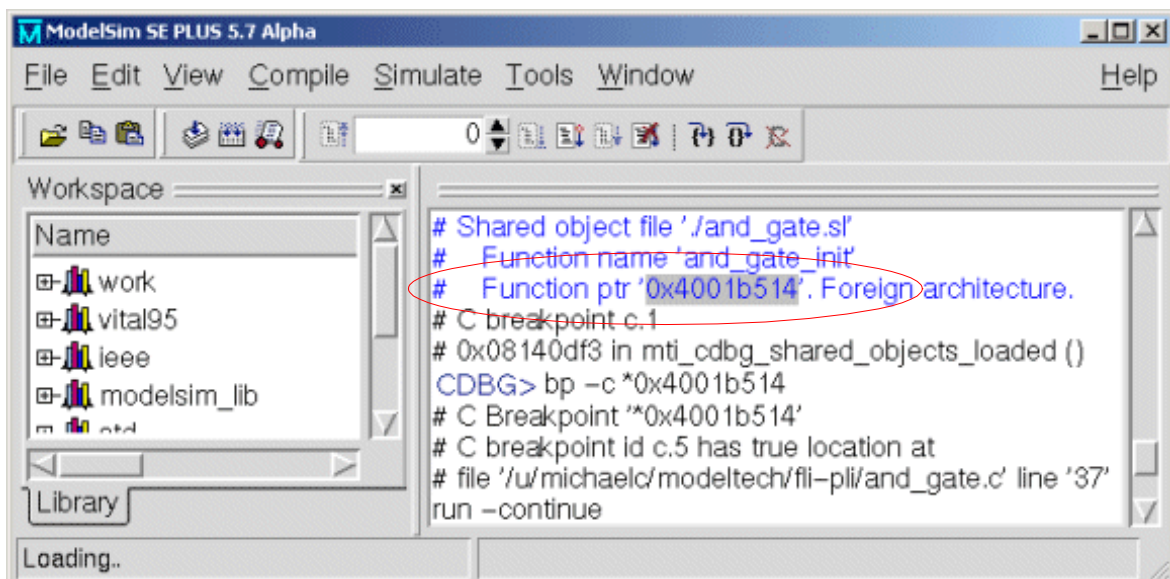 ModelSim SE PLUS 5.7 Alpha
File Edit View Compile Simulate Tools Window Help
0
Workspace
Name
work
vital95
ieee
modelsim_lib
std
Library
# Shared object file './and_gate.sl'
# Function name 'and_gate_init'
# Function ptr '0x4001b514'. Foreign architecture.
# C breakpoint c.1
# 0x08140df3 in mti_cdbg_shared_objects_loaded ()
CDBG> bp –c *0x4001b514
# C Breakpoint '*0x4001b514'
# C breakpoint id c.5 has true location at
# file '/u/michaelc/modeltech/fli–pli/and_gate.c' line '37'
run –continue
Loading..